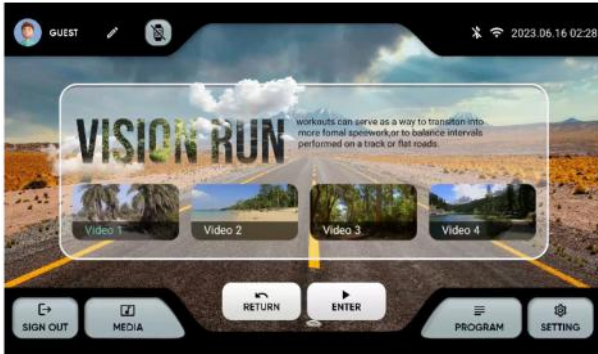 GUEST
2023.06.16 02:28
VISION RUN
workouts can serve as a way to transiton into
more fomal speework,or to balance intervals
performed on a track or flat roads.
Video 1
Video 2
Video 3
Video 4
RETURN
ENTER
SIGN OUT
MEDIA
PROGRAM
SETTING